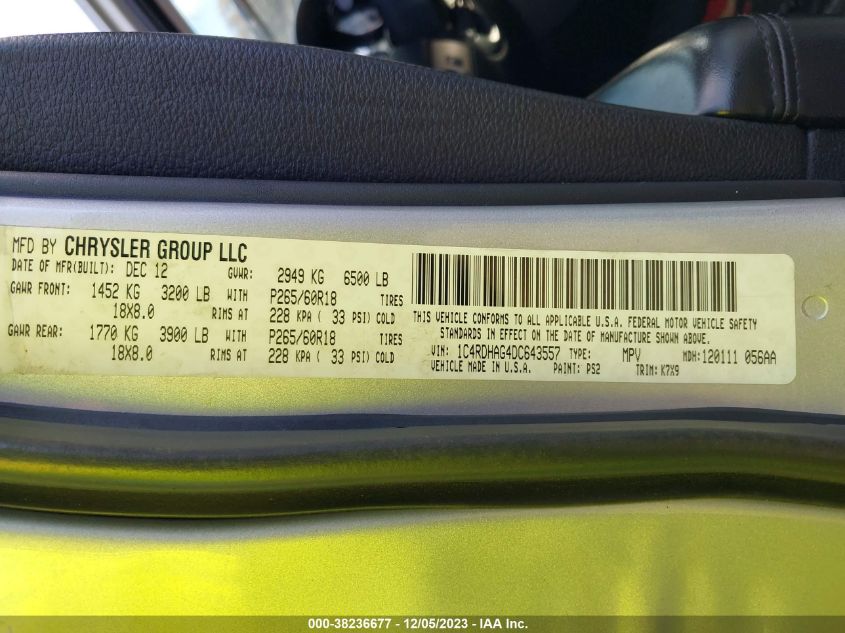 MFD BY CHRYSLER GROUP LLC
DATE OF MFR(BUILT): DEC 12 GVWR: 2949 KG 6500 LB
GAWR FRONT: 1452 KG 3200 LB WITH P265/60R18 TIRES
18X8.0 RIMS AT 228 KPA ( 33 PSI) COLD
GAWR REAR: 1770 KG 3900 LB WITH P265/60R18 TIRES
18X8.0 RIMS AT 228 KPA ( 33 PSI) COLD
THIS VEHICLE CONFORMS TO ALL APPLICABLE U.S.A. FEDERAL MOTOR VEHICLE SAFETY
STANDARDS IN EFFECT ON THE DATE OF MANUFACTURE SHOWN ABOVE.
VIN: 1C4RDHAG4DC643557 TYPE: MPV MDH: 120111 056AA
VEHICLE MADE IN U.S.A. PAINT: PS2 TRIM: K7X9
000-38236677 - 12/05/2023 - IAA Inc.